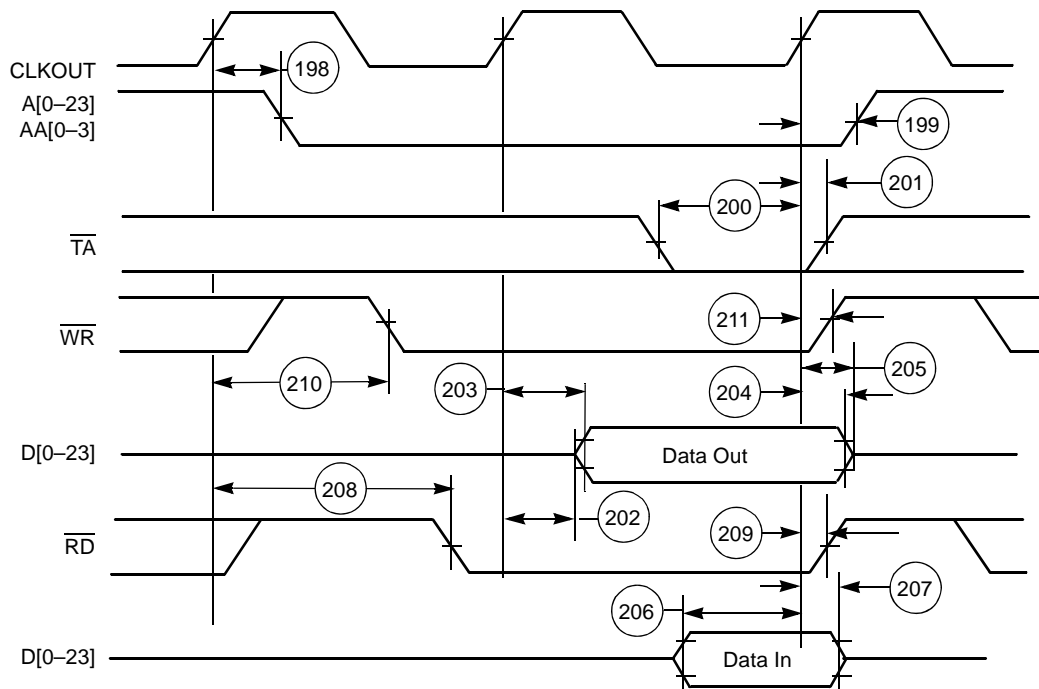 CLKOUT
198
A[0–23]
AA[0–3]
199
201
200
TA
211
WR
210
203
204
205
D[0–23]
Data Out
208
202
209
RD
206
207
D[0–23]
Data In